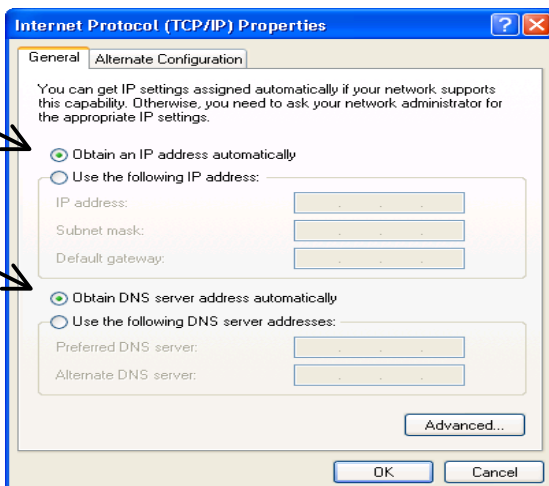 Internet Protocol (TCP/IP) Properties
General
Alternate Configuration
You can get IP settings assigned automatically if your network supports
this capability. Otherwise, you need to ask your network administrator for
the appropriate IP settings.
Obtain an IP address automatically
Use the following IP address:
IP address:
Subnet mask:
Default gateway:
Obtain DNS server address automatically
Use the following DNS server addresses:
Preferred DNS server:
Alternate DNS server:
Advanced...
OK
Cancel